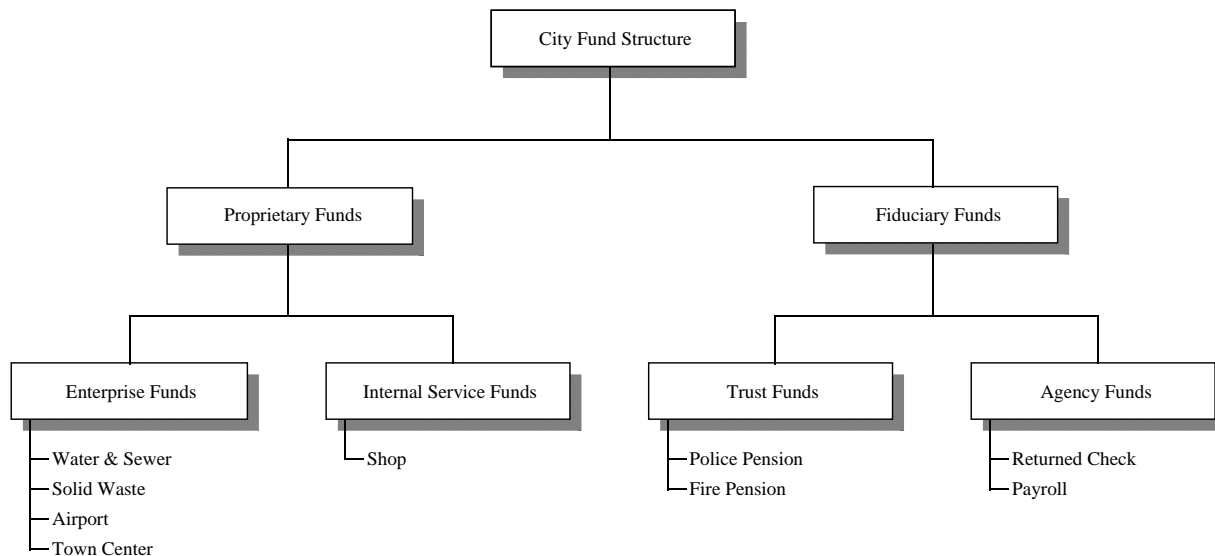 City Fund Structure
Proprietary Funds
Fiduciary Funds
Enterprise Funds
Internal Service Funds
Trust Funds
Agency Funds
Water & Sewer
Solid Waste
Airport
Town Center
Shop
Police Pension
Fire Pension
Returned Check
Payroll